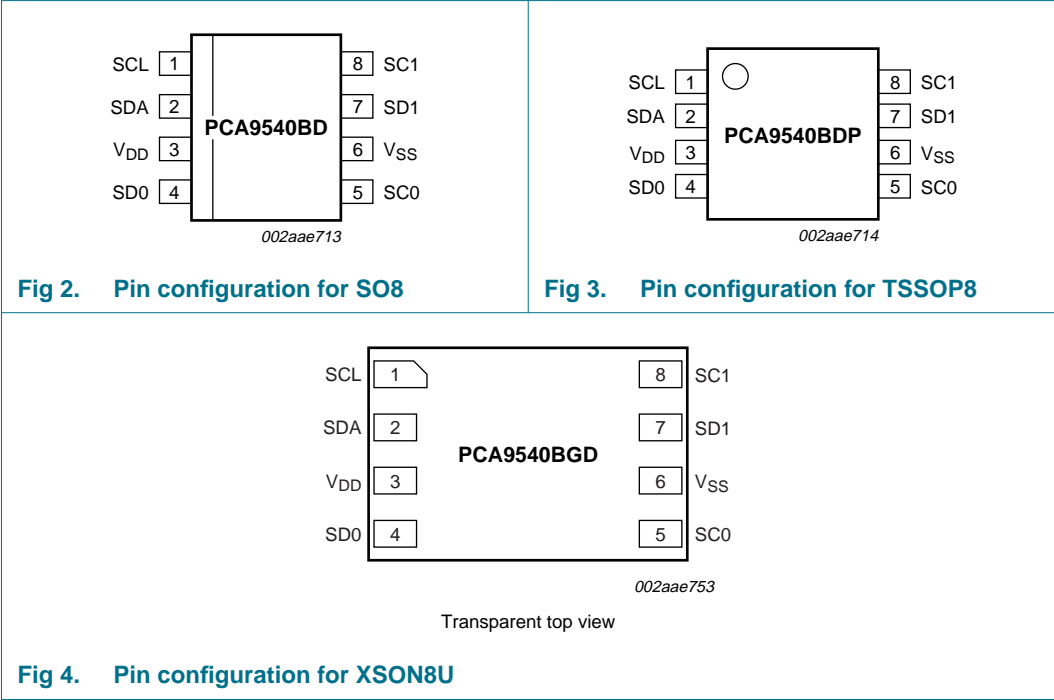 SCL 1 8 SC1
SDA 2 7 SD1
PCA9540BD
VDD 3 6 VSS
SD0 4 5 SC0
002aae713
Fig 2. Pin configuration for SO8
SCL 1 8 SC1
SDA 2 7 SD1
PCA9540BDP
VDD 3 6 VSS
SD0 4 5 SC0
002aae714
Fig 3. Pin configuration for TSSOP8
SCL 1 8 SC1
SDA 2 7 SD1
PCA9540BGD
VDD 3 6 VSS
SD0 4 5 SC0
002aae753
Transparent top view
Fig 4. Pin configuration for XSON8U